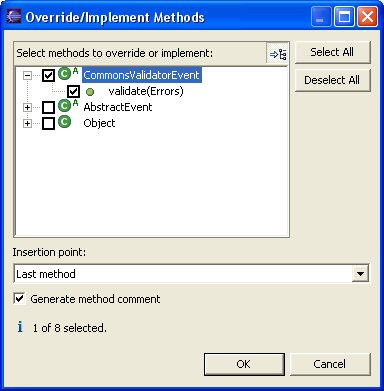 Override/Implement Methods
Select methods to override or implement:
Select All
Deselect All
CommonsValidatorEvent
validate(Errors)
AbstractEvent
Object
Insertion point:
Last method
Generate method comment
1 of 8 selected.
OK
Cancel